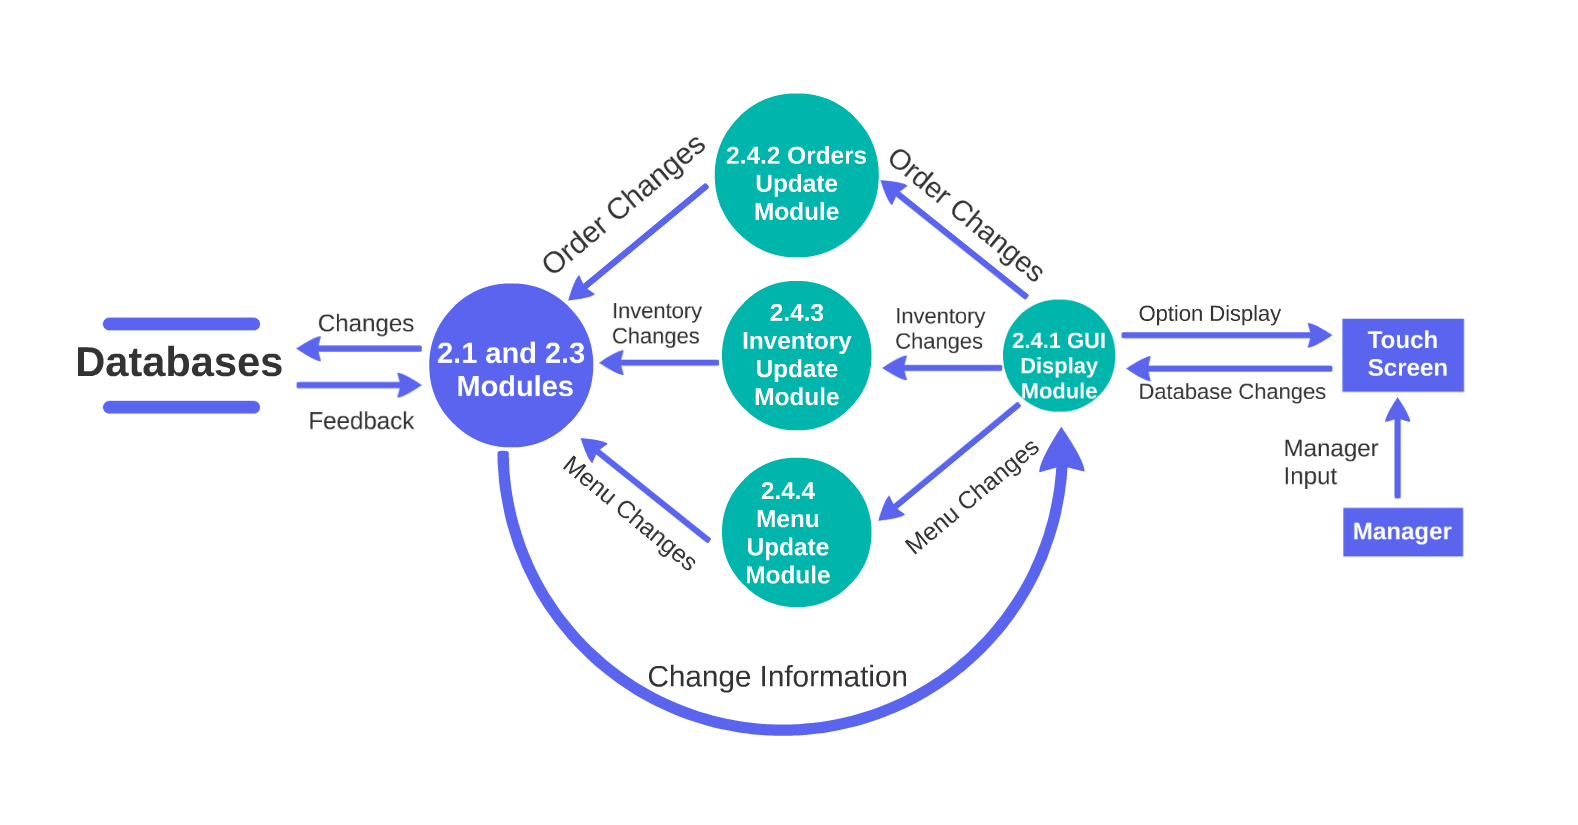 2.4.2 Orders
Update
Module
Order Changes
Order Changes
Databases
Changes
Feedback
2.1 and 2.3
Modules
Inventory
Changes
2.4.3
Inventory
Update
Module
Inventory
Changes
2.4.1 GUI
Display
Module
Option Display
Database Changes
Touch
Screen
Manager
Input
Manager
Menu Changes
2.4.4
Menu
Update
Module
Menu Changes
Change Information